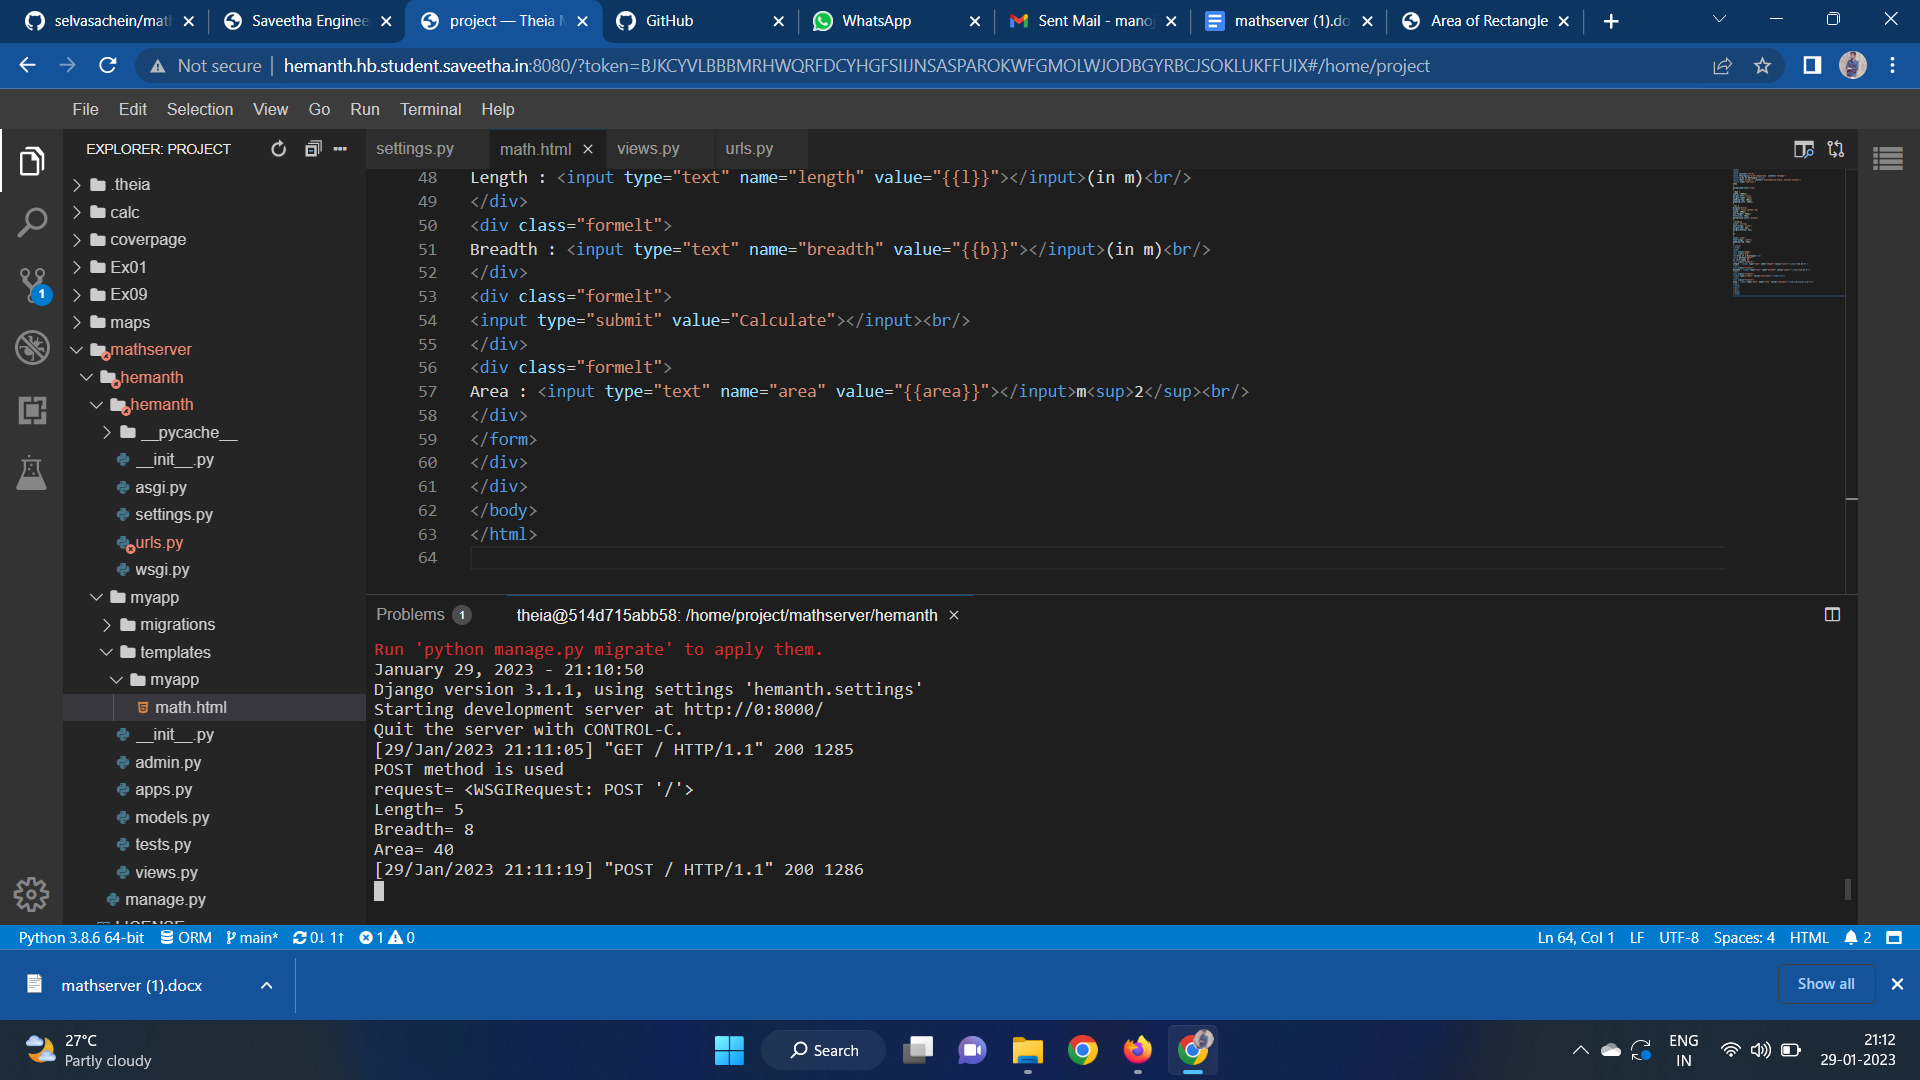 selvasachein/mat
Saveetha Enginee
project — Theia
GitHub
WhatsApp
Sent Mail - mano
mathserver (1).do
Area of Rectangle
Not secure
hemanth.hb.student.saveetha.in:8080/?token=BJKCYVLBBBMRHWQRFDCYHGFSIIJNSASPAROKWFGMOLWJODBGYRBCJSOKLUKFFUIX#/home/project
File Edit Selection View Go Run Terminal Help
EXPLORER: PROJECT
.theia
calc
coverpage
Ex01
Ex09
maps
mathserver
hemanth
hemanth
__pycache__
__init__.py
asgi.py
settings.py
urls.py
wsgi.py
myapp
migrations
templates
myapp
math.html
__init__.py
admin.py
apps.py
models.py
tests.py
views.py
manage.py
LICENSE
1
settings.py
math.html
views.py
urls.py
48 Length : <input type="text" name="length" value="{{l}}"></input>(in m)<br/>
49 </div>
50 <div class="formelt">
51 Breadth : <input type="text" name="breadth" value="{{b}}"></input>(in m)<br/>
52 </div>
53 <div class="formelt">
54 <input type="submit" value="Calculate"></input><br/>
55 </div>
56 <div class="formelt">
57 Area : <input type="text" name="area" value="{{area}}"></input>m<sup>2</sup><br/>
58 </div>
59 </form>
60 </div>
61 </div>
62 </body>
63 </html>
64
Problems 1
theia@514d715abb58: /home/project/mathserver/hemanth
Run 'python manage.py migrate' to apply them.
January 29, 2023 - 21:10:50
Django version 3.1.1, using settings 'hemanth.settings'
Starting development server at http://0:8000/
Quit the server with CONTROL-C.
[29/Jan/2023 21:11:05] "GET / HTTP/1.1" 200 1285
POST method is used
request= <WSGIRequest: POST '/'>
Length= 5
Breadth= 8
Area= 40
[29/Jan/2023 21:11:19] "POST / HTTP/1.1" 200 1286
Python 3.8.6 64-bit ORM main* 0↓ 1↑ 1 0
Ln 64, Col 1 LF UTF-8 Spaces: 4 HTML 2
mathserver (1).docx
Show all
27°C
Partly cloudy
Search
ENG
IN
21:12
29-01-2023